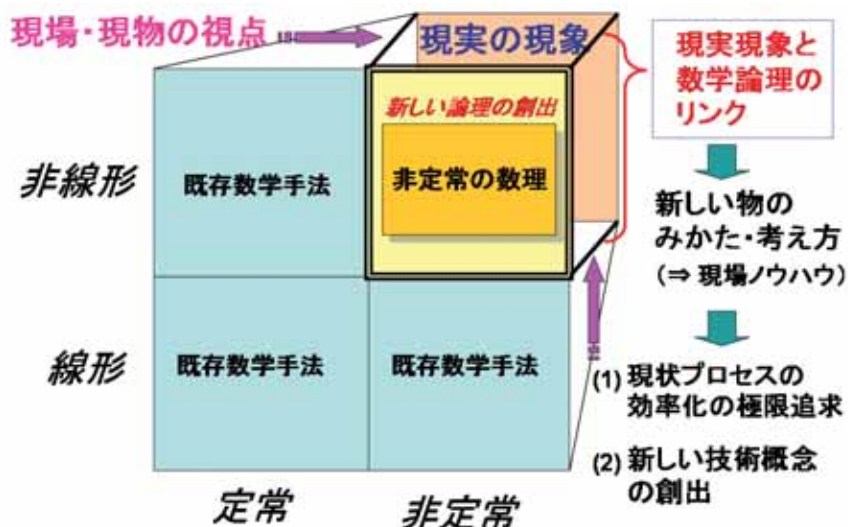 現場・現物の視点
現実の現象
新しい論理の創出
非定常の数理
非線形
既存数学手法
線形
既存数学手法
既存数学手法
定常
非定常
現実現象と
数学論理の
リンク
新しい物の
みかた・考え方
(⇒ 現場ノウハウ)
(1) 現状プロセスの
効率化の極限追求
(2) 新しい技術概念
の創出